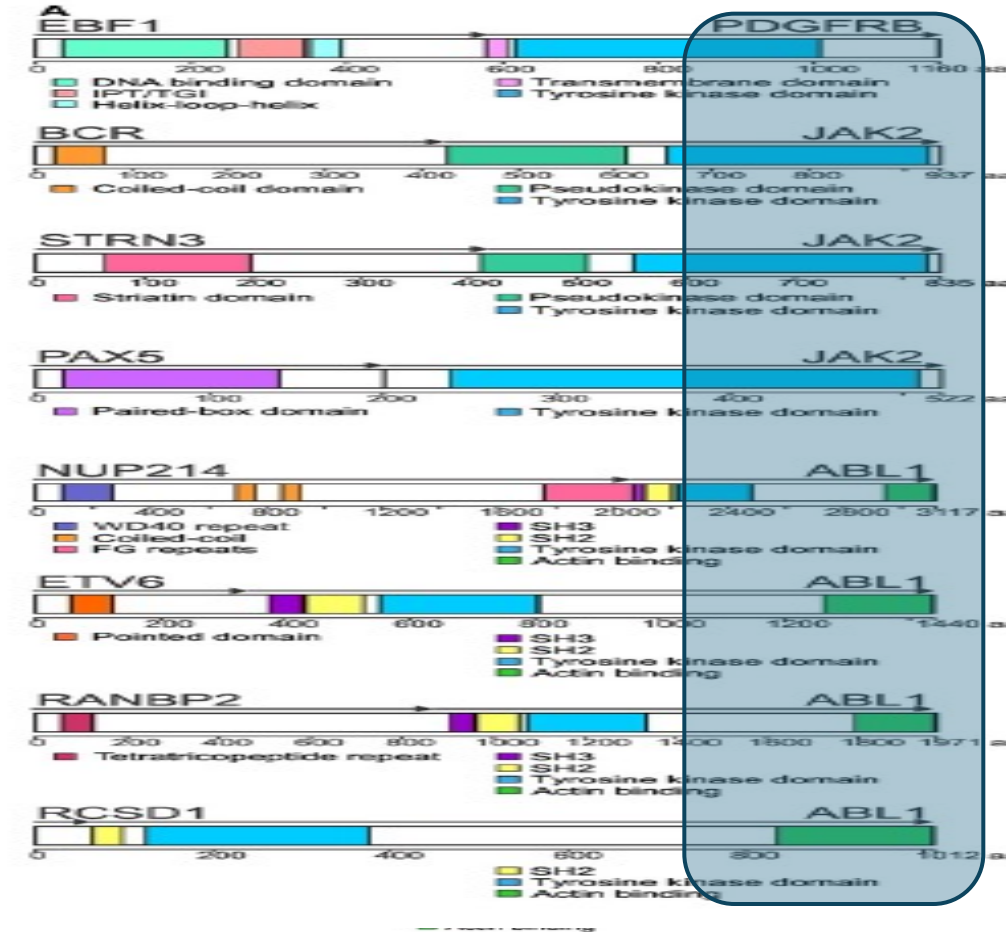 A
EBF1 PDGFRB
0 200 400 600 800 1000 1160 aa
DNA binding domain Transmembrane domain
IPT/TGI Tyrosine kinase domain
Helix-loop-helix
BCR JAK2
0 100 200 300 400 500 600 700 800 937 aa
Coiled-coil domain Pseudokinase domain
Tyrosine kinase domain
STRN3 JAK2
0 100 200 300 400 500 600 700 835 aa
Striatin domain Pseudokinase domain
Tyrosine kinase domain
PAX5 JAK2
0 100 200 300 400 522 aa
Paired-box domain Tyrosine kinase domain
NUP214 ABL1
0 400 800 1200 1600 2000 2400 2800 3117 aa
WD40 repeat SH3
Coiled-coil SH2
FG repeats Tyrosine kinase domain
Actin binding
ETV6 ABL1
0 200 400 600 800 1000 1200 1440 a
Pointed domain SH3
SH2
Tyrosine kinase domain
Actin binding
RANBP2 ABL1
0 200 400 600 800 1000 1200 1400 1600 1800 1971 a
Tetratricopeptide repeat SH3
SH2
Tyrosine kinase domain
Actin binding
RCSD1 ABL1
0 200 400 600 800 1012 a
SH2
Tyrosine kinase domain
Actin binding